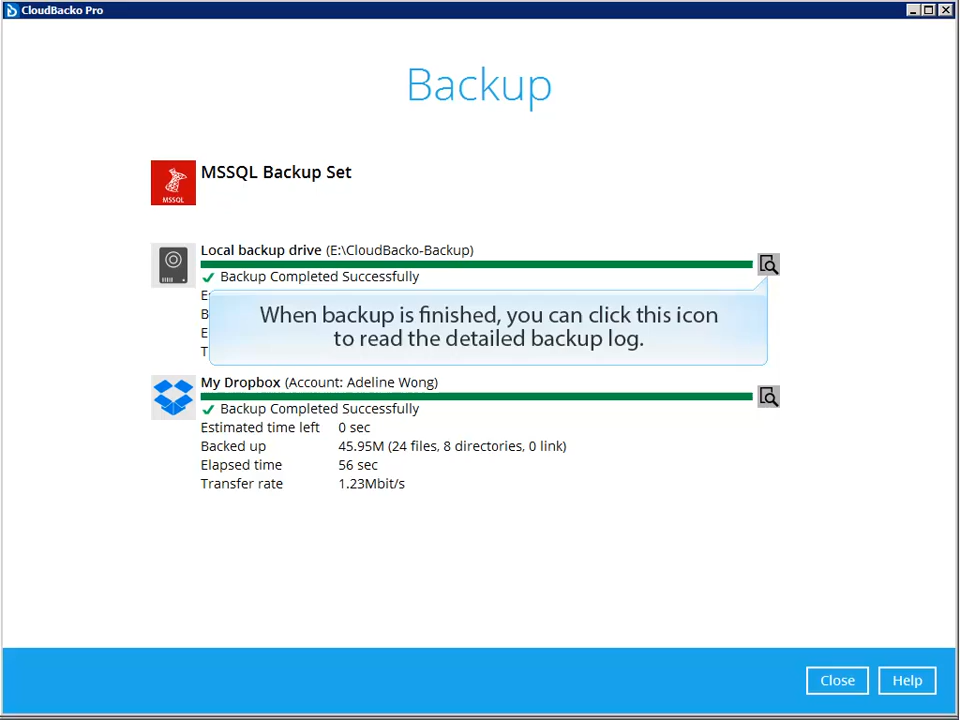 CloudBacko Pro
Backup
MSSQL
MSSQL Backup Set
Local backup drive (E:\CloudBacko-Backup)
Backup Completed Successfully
When backup is finished, you can click this icon
to read the detailed backup log.
My Dropbox (Account: Adeline Wong)
Backup Completed Successfully
Estimated time left 0 sec
Backed up 45.95M (24 files, 8 directories, 0 link)
Elapsed time 56 sec
Transfer rate 1.23Mbit/s
Close Help